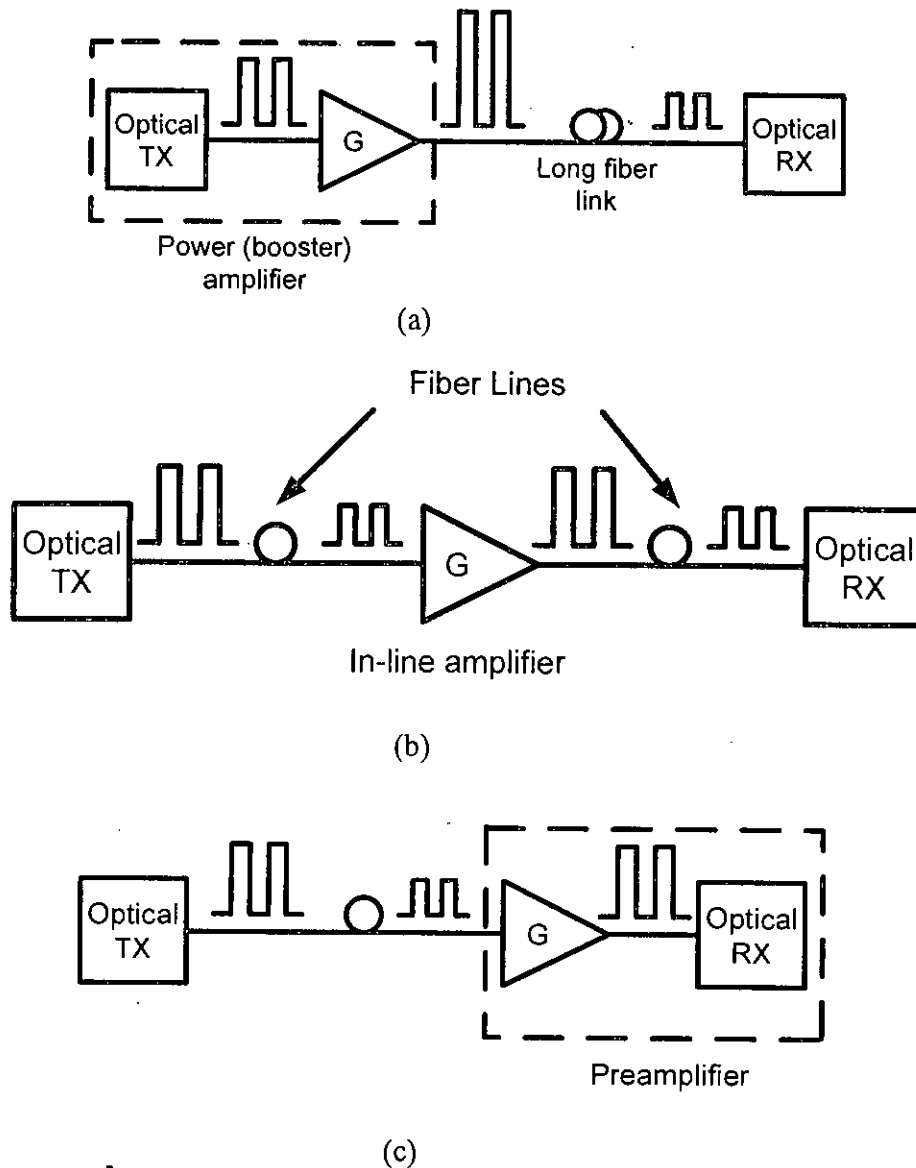 Optical
TX
G
Long fiber
link
Optical
RX
Power (booster)
amplifier
(a)
Fiber Lines
Optical
TX
G
Optical
RX
In-line amplifier
(b)
Optical
TX
G
Optical
RX
Preamplifier
(c)